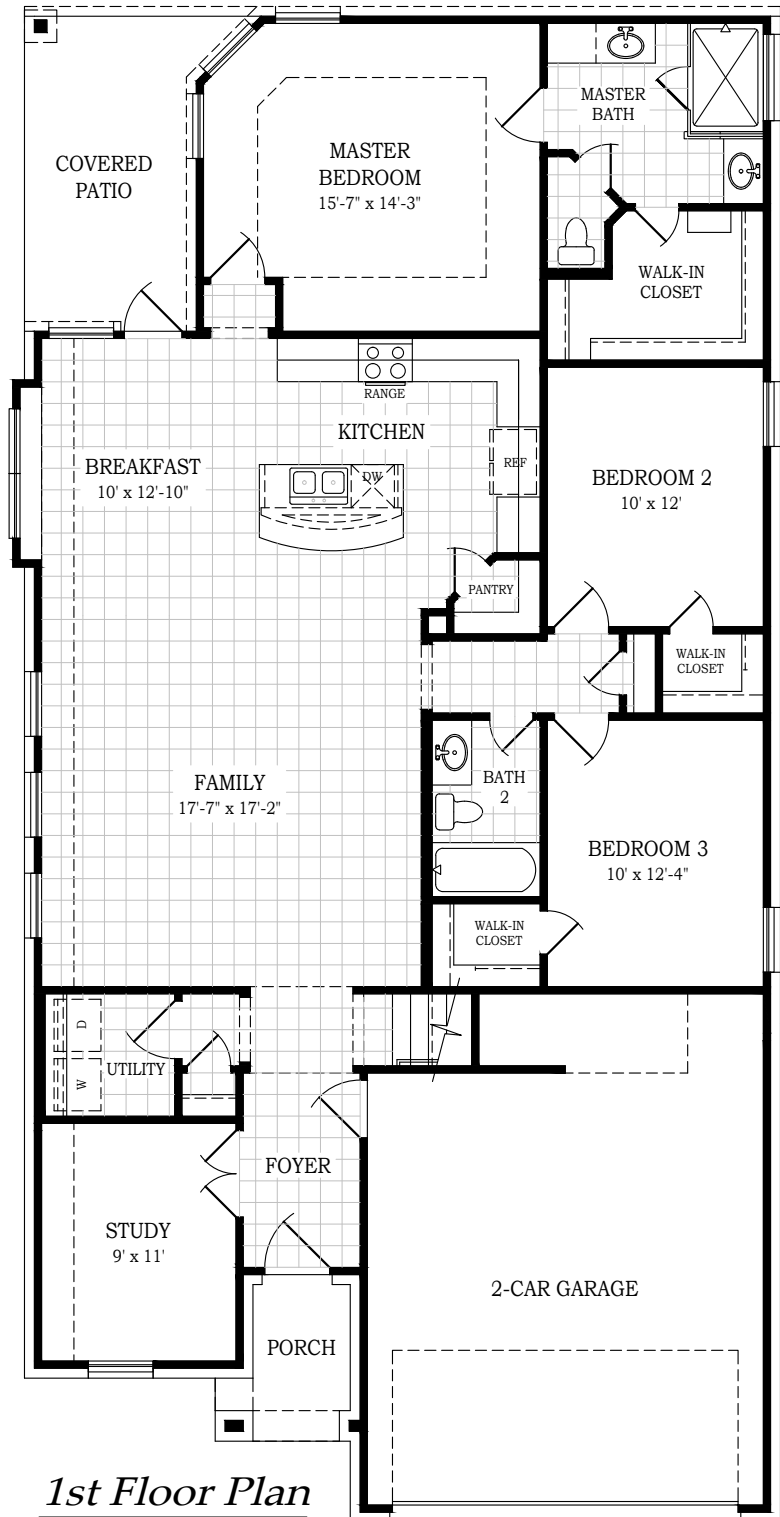 COVERED
PATIO
MASTER
BEDROOM
15'-7" x 14'-3"
MASTER
BATH
WALK-IN
CLOSET
RANGE
KITCHEN
BREAKFAST
10' x 12'-10"
DW
REF
BEDROOM 2
10' x 12'
PANTRY
WALK-IN
CLOSET
FAMILY
17'-7" x 17'-2"
BATH
2
BEDROOM 3
10' x 12'-4"
WALK-IN
CLOSET
D
W
UTILITY
FOYER
STUDY
9' x 11'
2-CAR GARAGE
PORCH
1st Floor Plan